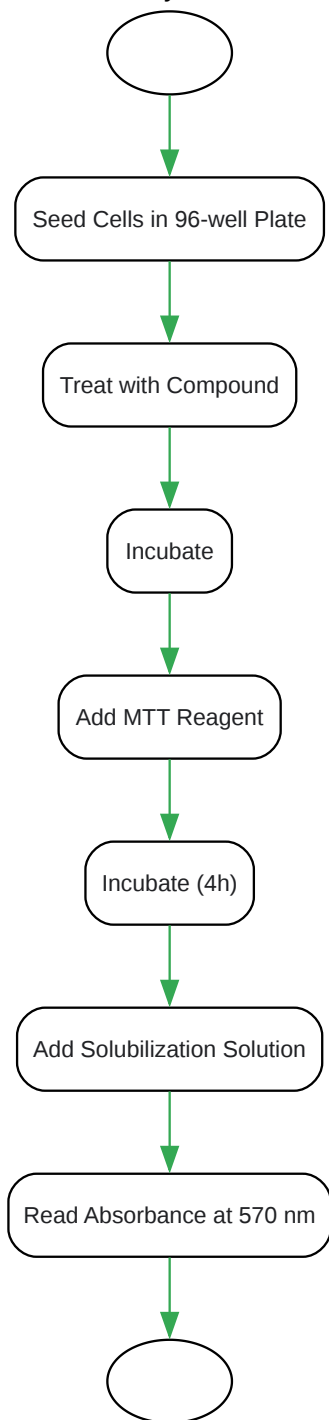 Seed Cells in 96-well Plate
Treat with Compound
Incubate
Add MTT Reagent
Incubate (4h)
Add Solubilization Solution
Read Absorbance at 570 nm